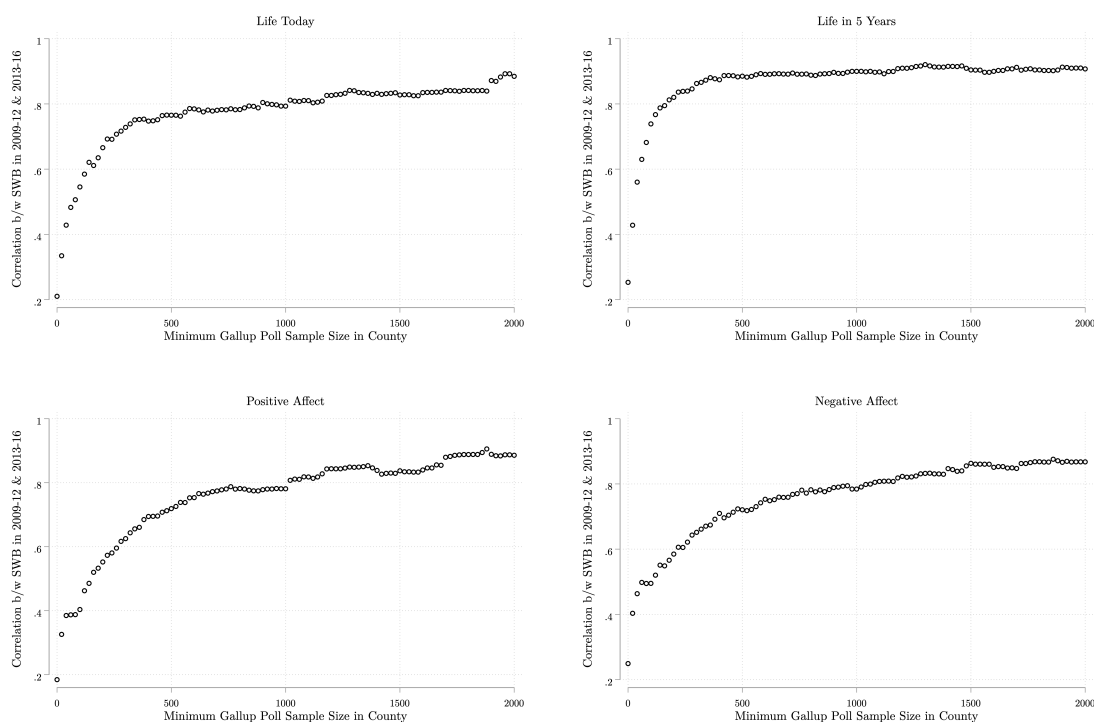 Life Today
Correlation b/w SWB in 2009-12 & 2013-16
1
.8
.6
.4
.2
0 500 1000 1500 2000
Minimum Gallup Poll Sample Size in County
Life in 5 Years
Correlation b/w SWB in 2009-12 & 2013-16
1
.8
.6
.4
.2
0 500 1000 1500 2000
Minimum Gallup Poll Sample Size in County
Positive Affect
Correlation b/w SWB in 2009-12 & 2013-16
1
.8
.6
.4
.2
0 500 1000 1500 2000
Minimum Gallup Poll Sample Size in County
Negative Affect
Correlation b/w SWB in 2009-12 & 2013-16
1
.8
.6
.4
.2
0 500 1000 1500 2000
Minimum Gallup Poll Sample Size in County